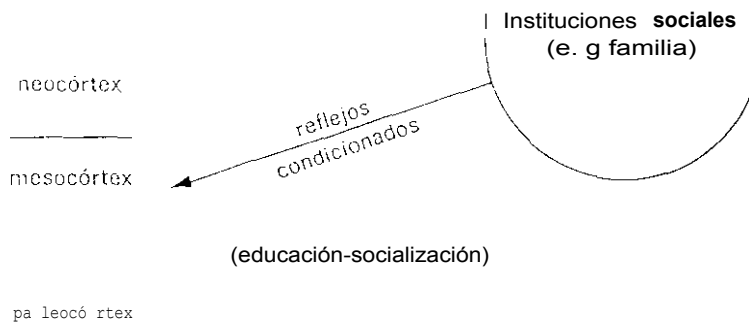 Instituciones sociales
(e. g familia)
neocórtex
reflejos
condicionados
mesocórtex
(educación-socialización)
pa leocó rtex